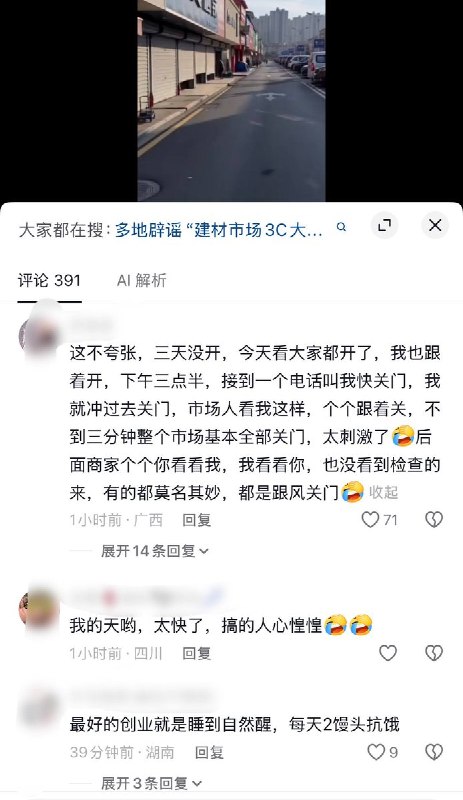 大家都在搜：多地辟谣“建材市场3C大...
评论 391
AI 解析
这不夸张，三天没开，今天看大家都开了，我也跟
着开，下午三点半，接到一个电话叫我快关门，我
就冲过去关门，市场人看我这样，个个跟着关，不
到三分钟整个市场基本全部关门，太刺激了🤣后
面商家个个你看看我，我看看你，也没看到检查的
来，有的都莫名其妙，都是跟风关门🤣 收起
1小时前 · 广西 回复 71
展开14条回复
我的天哟，太快了，搞的人心惶惶🤣🤣
1小时前 · 四川 回复
最好的创业就是睡到自然醒，每天2馒头抗饿
39分钟前 · 湖南 回复 9
展开3条回复